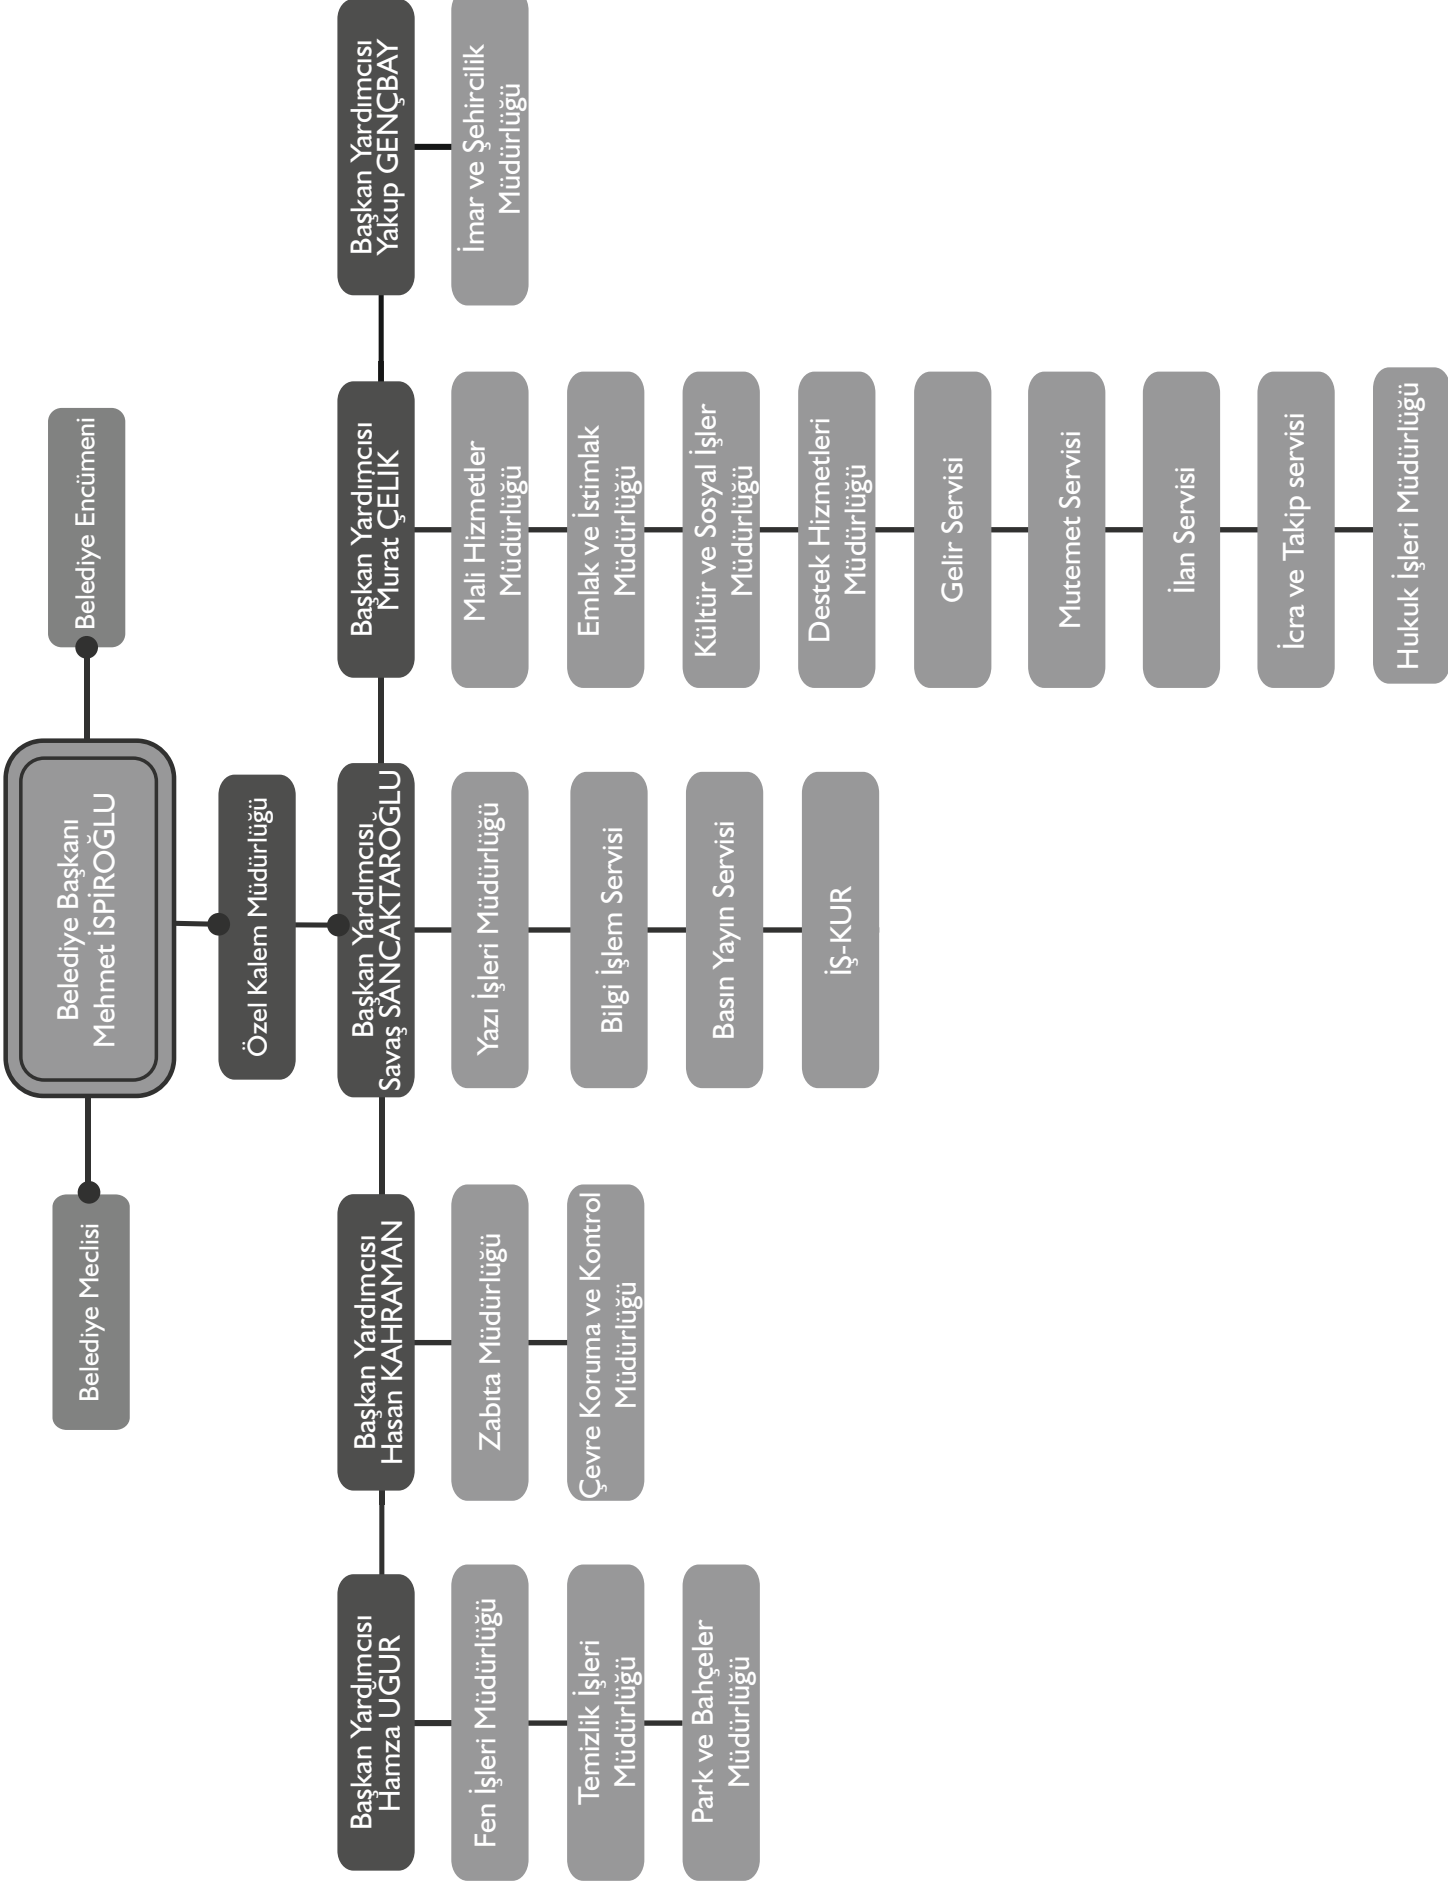 Belediye Başkanı
Mehmet İSPİROĞLU
Belediye Meclisi
Belediye Encümeni
Özel Kalem Müdürlüğü
Başkan Yardımcısı
Hamza UĞUR
Fen İşleri Müdürlüğü
Temizlik İşleri
Müdürlüğü
Park ve Bahçeler
Müdürlüğü
Başkan Yardımcısı
Hasan KAHRAMAN
Zabıta Müdürlüğü
Çevre Koruma ve Kontrol
Müdürlüğü
Başkan Yardımcısı
Savaş SANCAKTAROĞLU
Yazı İşleri Müdürlüğü
Bilgi İşlem Servisi
Basın Yayın Servisi
İŞ-KUR
Başkan Yardımcısı
Murat ÇELİK
Mali Hizmetler
Müdürlüğü
Emlak ve İstimlak
Müdürlüğü
Kültür ve Sosyal İşler
Müdürlüğü
Destek Hizmetleri
Müdürlüğü
Gelir Servisi
Mutemet Servisi
İlan Servisi
İcra ve Takip servisi
Hukuk İşleri Müdürlüğü
Başkan Yardımcısı
Yakup GENÇBAY
İmar ve Şehircilik
Müdürlüğü